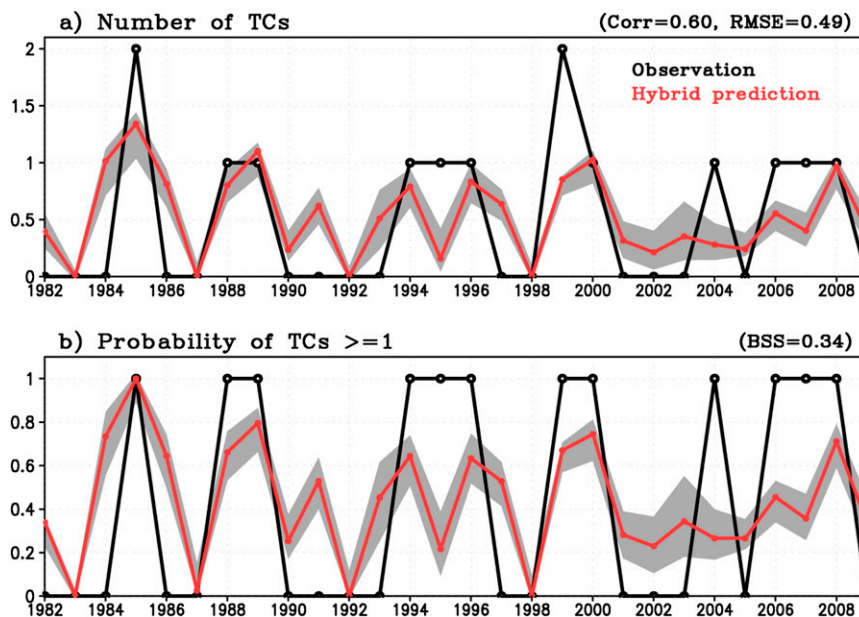 a) Number of TCs (Corr=0.60, RMSE=0.49)
2
Observation
Hybrid prediction
1.5
1
0.5
0
1982 1984 1986 1988 1990 1992 1994 1996 1998 2000 2002 2004 2006 2008
b) Probability of TCs >=1 (BSS=0.34)
1
0.8
0.6
0.4
0.2
0
1982 1984 1986 1988 1990 1992 1994 1996 1998 2000 2002 2004 2006 2008